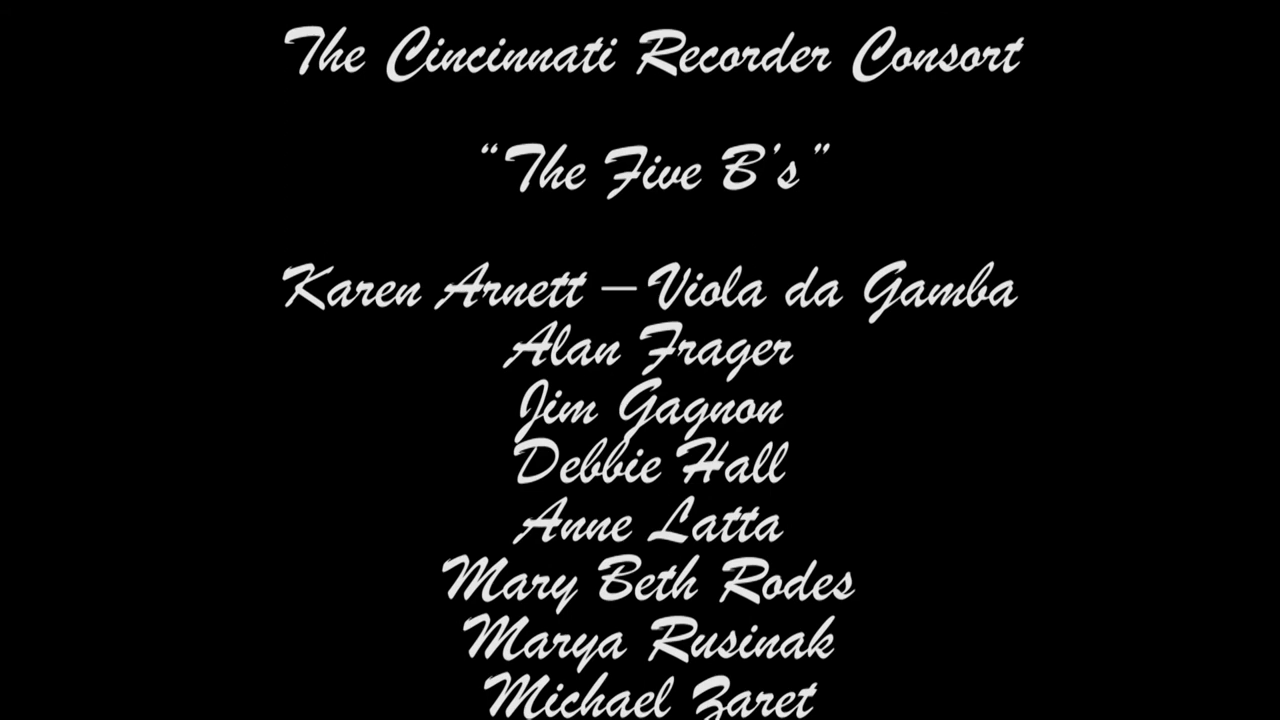 The Cincinnati Recorder Consort
“The Five B’s”
Karen Arnett – Viola da Gamba
Alan Frager
Jim Gagnon
Debbie Hall
Anne Latta
Mary Beth Rodes
Marya Rusinak
Michael Zaret